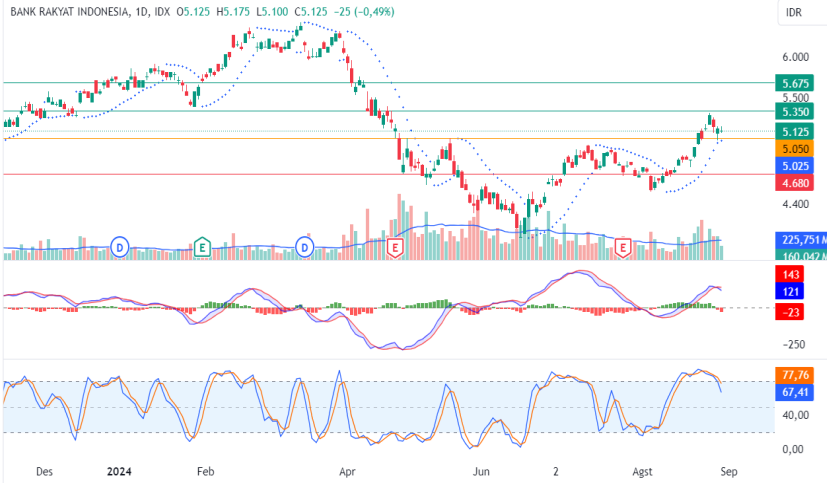 BANK RAKYAT INDONESIA, 1D, IDX O5.125 H5.175 L5.100 C5.125 −25 (−0,49%)
IDR
6.000
5.675
5.500
5.350
5.125
5.050
5.025
4.680
4.400
D
E
D
E
E
225,751 M
160,042 M
143
121
−23
−250
77,76
67,41
40,00
0,00
Des 2024 Feb Apr Jun 2 Agst Sep